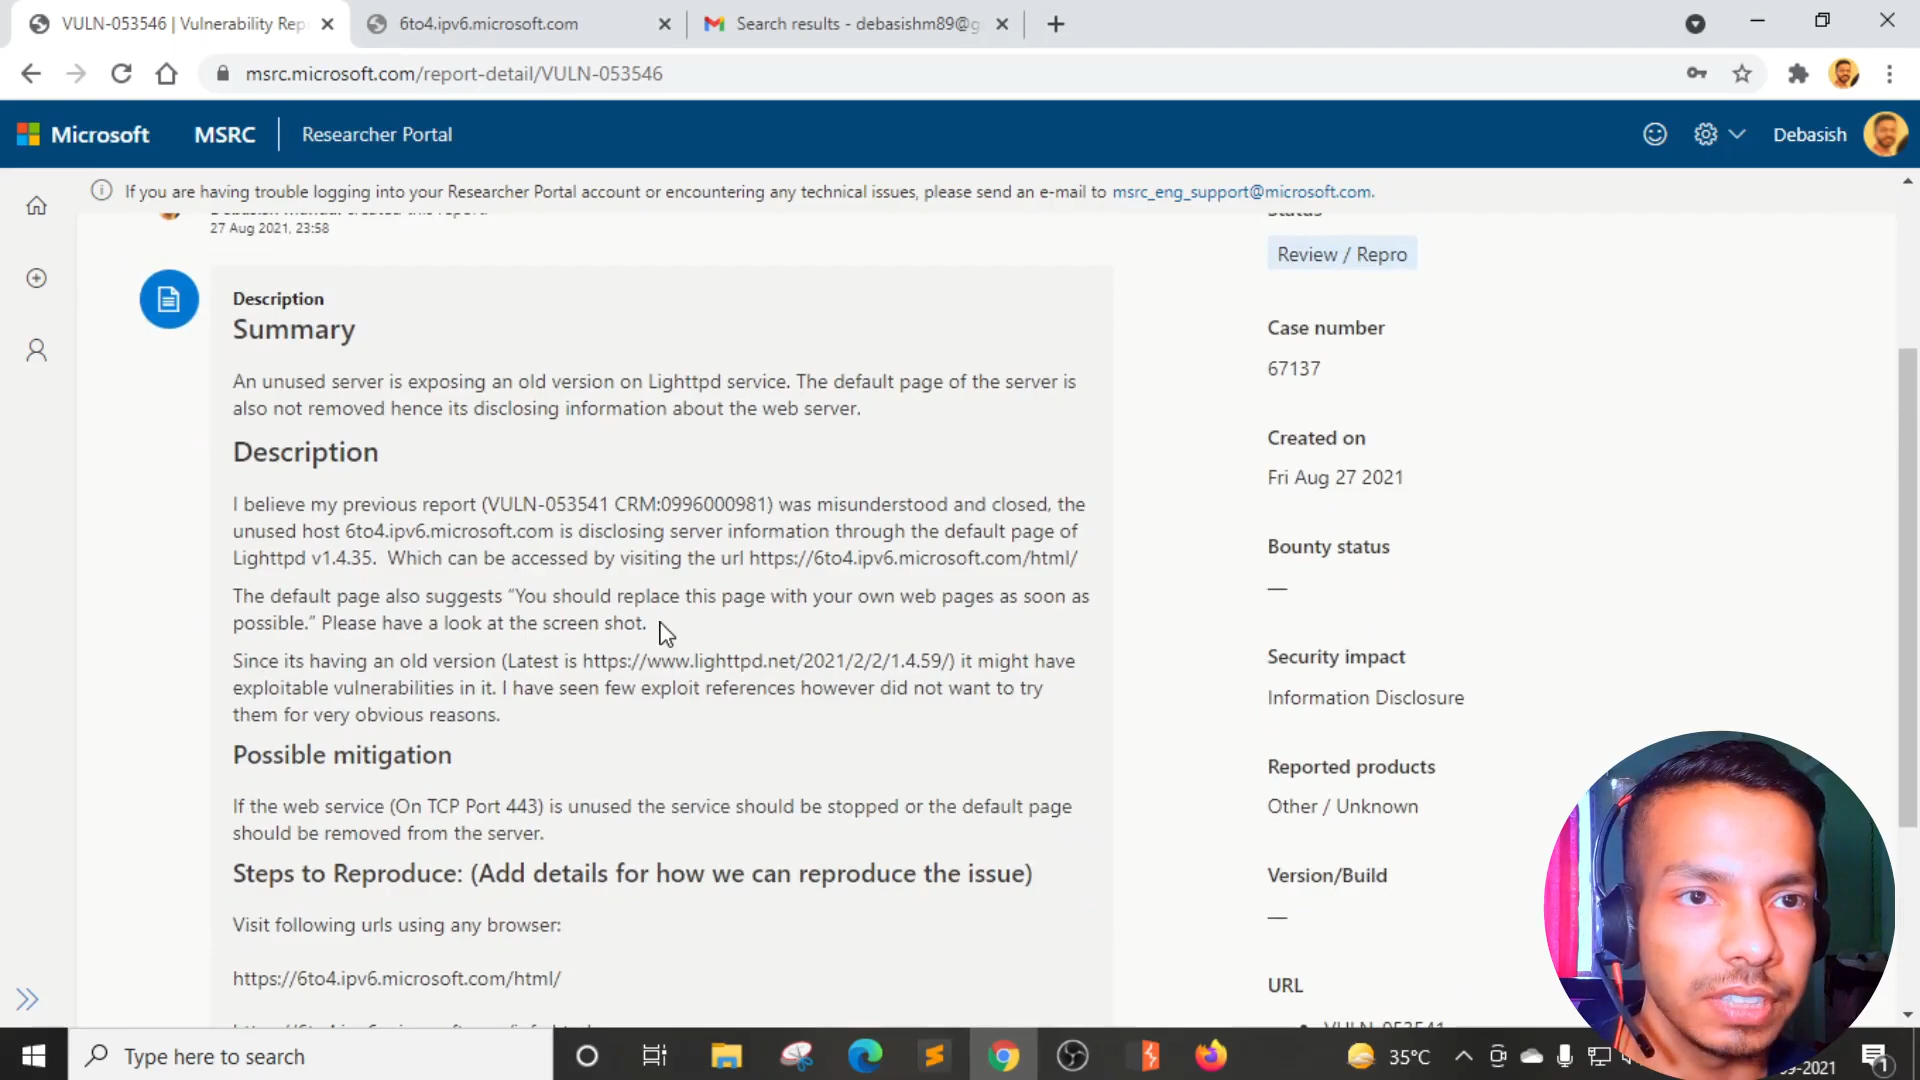 VULN-053546 | Vulnerability Rep
6to4.ipv6.microsoft.com
Search results - debasishm89@g
msrc.microsoft.com/report-detail/VULN-053546
Microsoft MSRC Researcher Portal
Debasish
If you are having trouble logging into your Researcher Portal account or encountering any technical issues, please send an e-mail to msrc_eng_support@microsoft.com.
27 Aug 2021, 23:58
Description
Summary
An unused server is exposing an old version on Lighttpd service. The default page of the server is
also not removed hence its disclosing information about the web server.
Description
I believe my previous report (VULN-053541 CRM:0996000981) was misunderstood and closed, the
unused host 6to4.ipv6.microsoft.com is disclosing server information through the default page of
Lighttpd v1.4.35. Which can be accessed by visiting the url https://6to4.ipv6.microsoft.com/html/
The default page also suggests “You should replace this page with your own web pages as soon as
possible.” Please have a look at the screen shot.
Since its having an old version (Latest is https://www.lighttpd.net/2021/2/2/1.4.59/) it might have
exploitable vulnerabilities in it. I have seen few exploit references however did not want to try
them for very obvious reasons.
Possible mitigation
If the web service (On TCP Port 443) is unused the service should be stopped or the default page
should be removed from the server.
Steps to Reproduce: (Add details for how we can reproduce the issue)
Visit following urls using any browser:
https://6to4.ipv6.microsoft.com/html/
Status
Review / Repro
Case number
67137
Created on
Fri Aug 27 2021
Bounty status
—
Security impact
Information Disclosure
Reported products
Other / Unknown
Version/Build
—
URL
VULN-053541
Type here to search
35°C
-2021
1